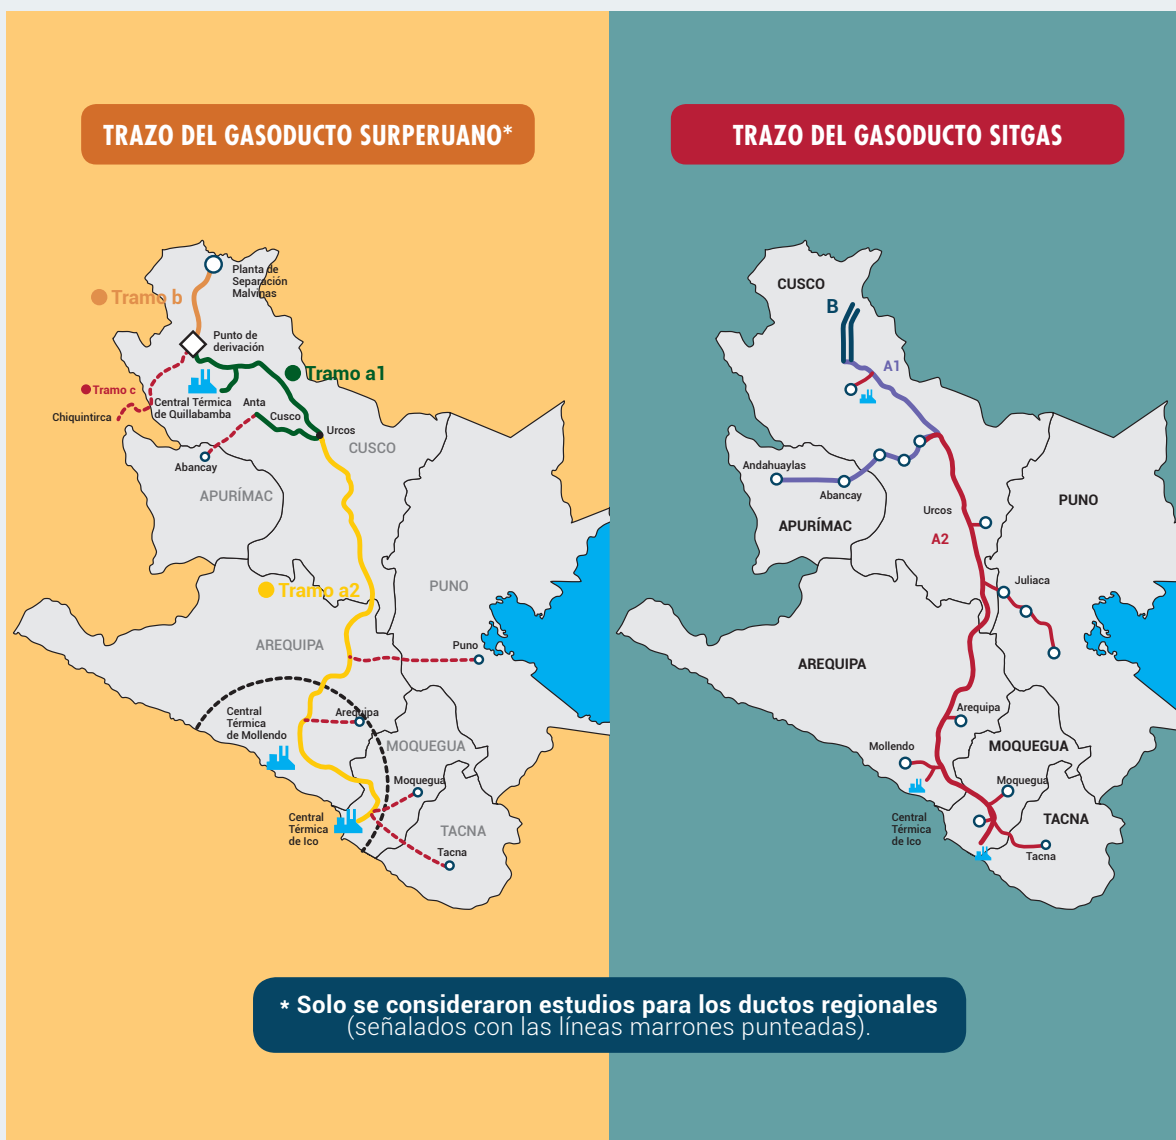 TRAZO DEL GASODUCTO SURPERUANO*
Planta de
Separación
Malvinas
Tramo b
Punto de
derivación
Tramo a1
Tramo c
Chiquintirca
Central Térmica
de Quillabamba
Anta
Cusco
Urcos
CUSCO
Abancay
APURÍMAC
Tramo a2
PUNO
AREQUIPA
Puno
Central
Térmica
de Mollendo
Arequipa
MOQUEGUA
Moquegua
Central
Térmica
de Ico
TACNA
Tacna
TRAZO DEL GASODUCTO SITGAS
CUSCO
B
A1
Andahuaylas
Abancay
APURÍMAC
Urcos
A2
PUNO
Juliaca
AREQUIPA
Arequipa
Mollendo
MOQUEGUA
Moquegua
Central
Térmica
de Ico
TACNA
Tacna
* Solo se consideraron estudios para los ductos regionales
(señalados con las líneas marrones punteadas).